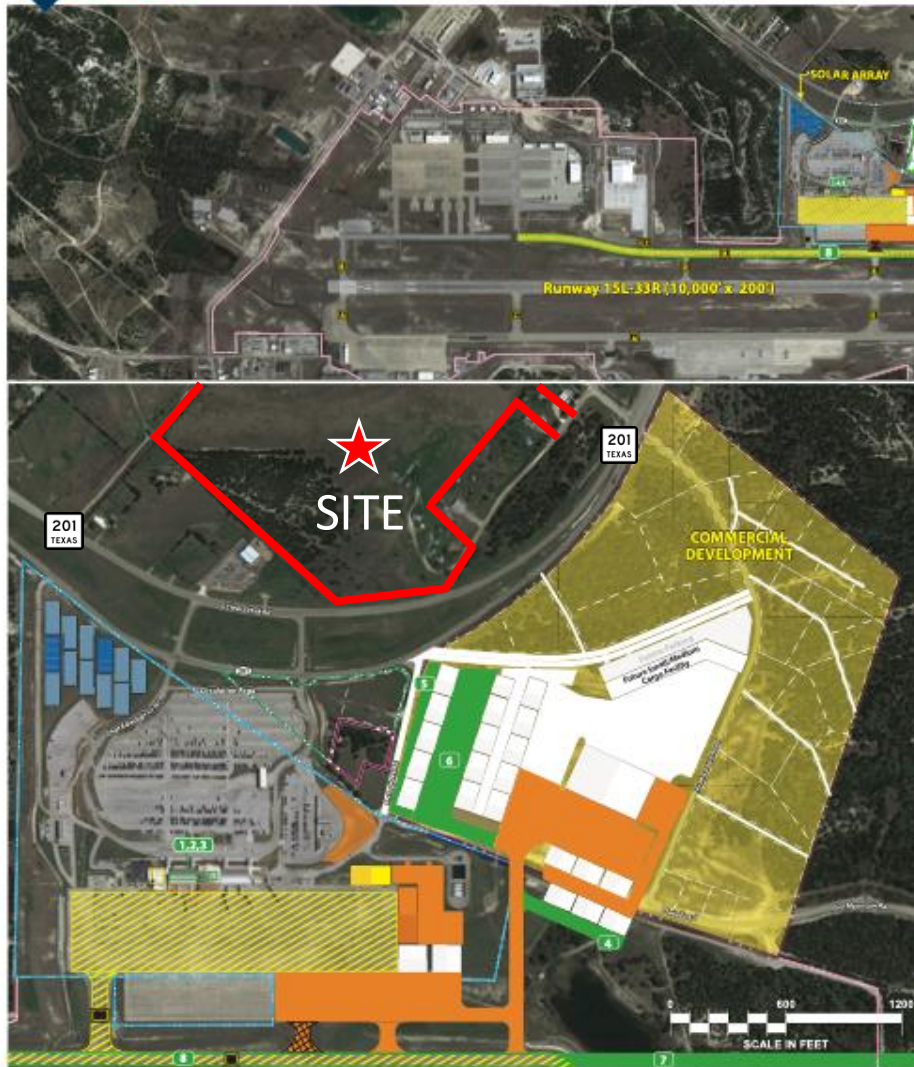 SOLAR ARRAY
8
Runway 15L-33R (10,000' x 200')
SITE
201
TEXAS
201
TEXAS
COMMERCIAL
DEVELOPMENT
Future Small/Medium
Cargo Facility
5
6
1,2,3
4
0 600 1200
SCALE IN FEET
8
7